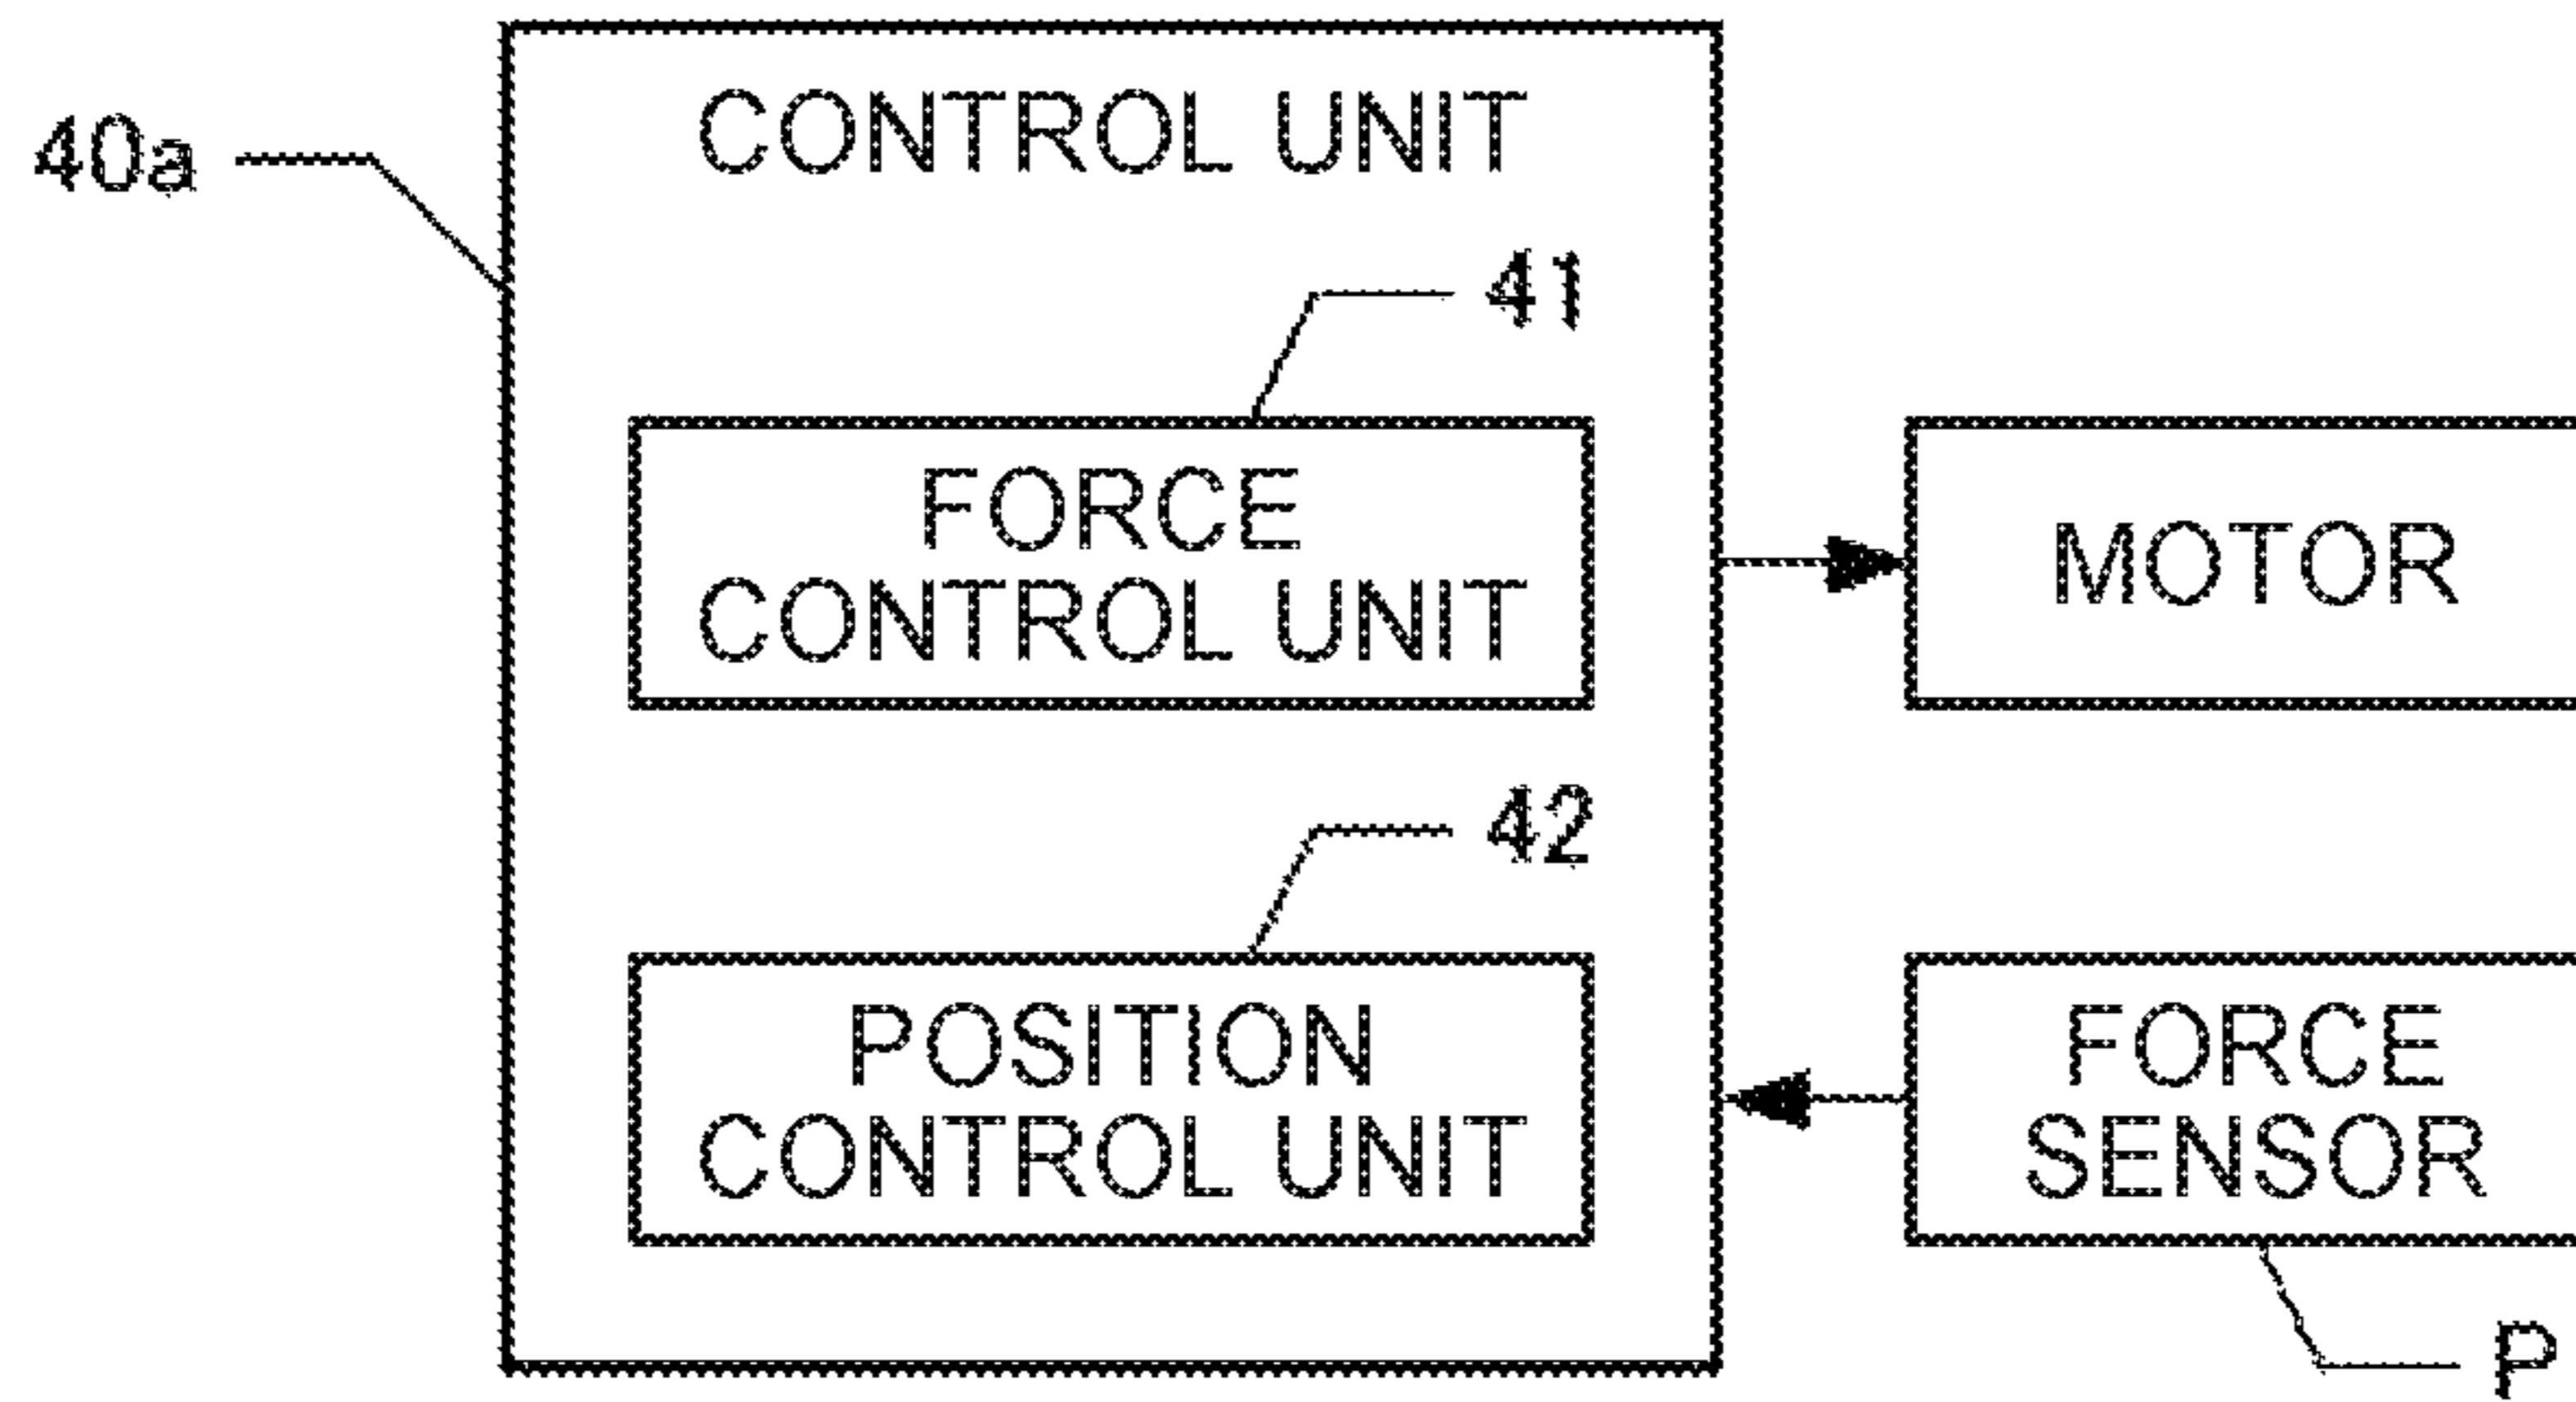 CONTROL UNIT
40a
41
FORCE
CONTROL UNIT
MOTOR
42
POSITION
CONTROL UNIT
FORCE
SENSOR
P